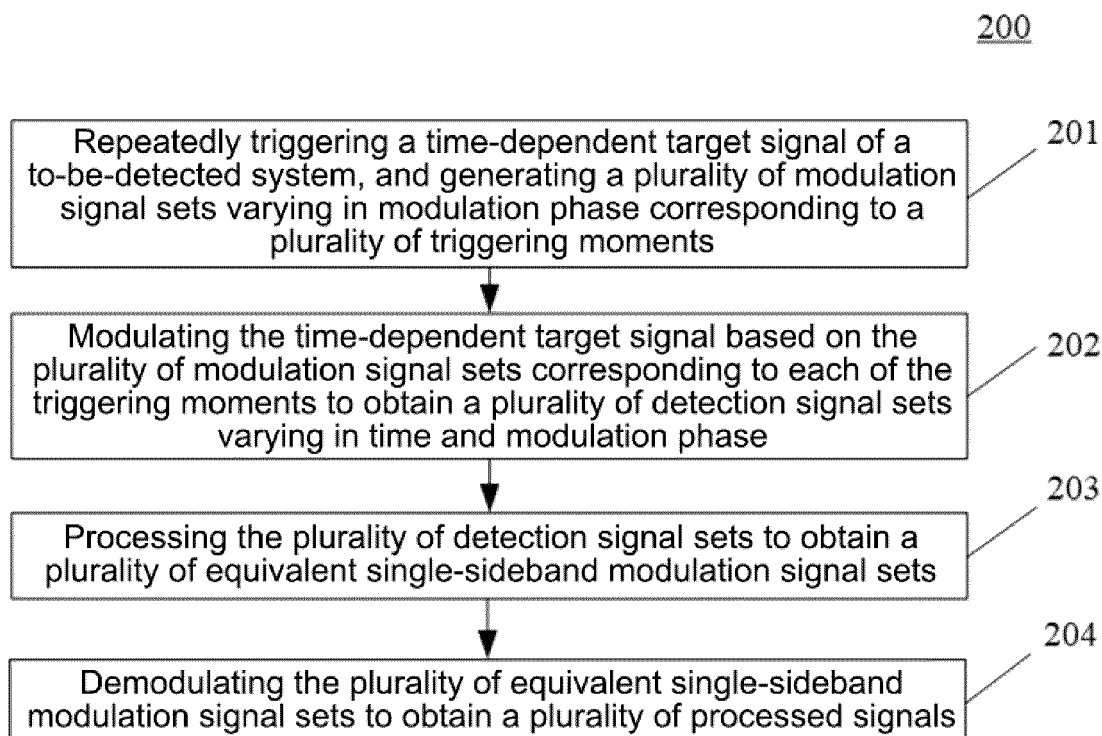 200
Repeatedly triggering a time-dependent target signal of a
to-be-detected system, and generating a plurality of modulation
signal sets varying in modulation phase corresponding to a
plurality of triggering moments
201
Modulating the time-dependent target signal based on the
plurality of modulation signal sets corresponding to each of the
triggering moments to obtain a plurality of detection signal sets
varying in time and modulation phase
202
Processing the plurality of detection signal sets to obtain a
plurality of equivalent single-sideband modulation signal sets
203
Demodulating the plurality of equivalent single-sideband
modulation signal sets to obtain a plurality of processed signals
204